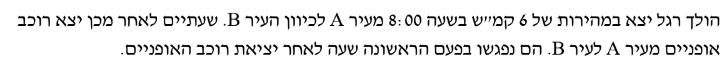 הולך רגל יצא במהירות של 6 קמ״ש בשעה 8:00 מעיר A לכיוון העיר B. שעתיים לאחר מכן יצא רוכב
אופניים מעיר A לעיר B. הם נפגשו בפעם הראשונה שעה לאחר יציאת רוכב האופניים.